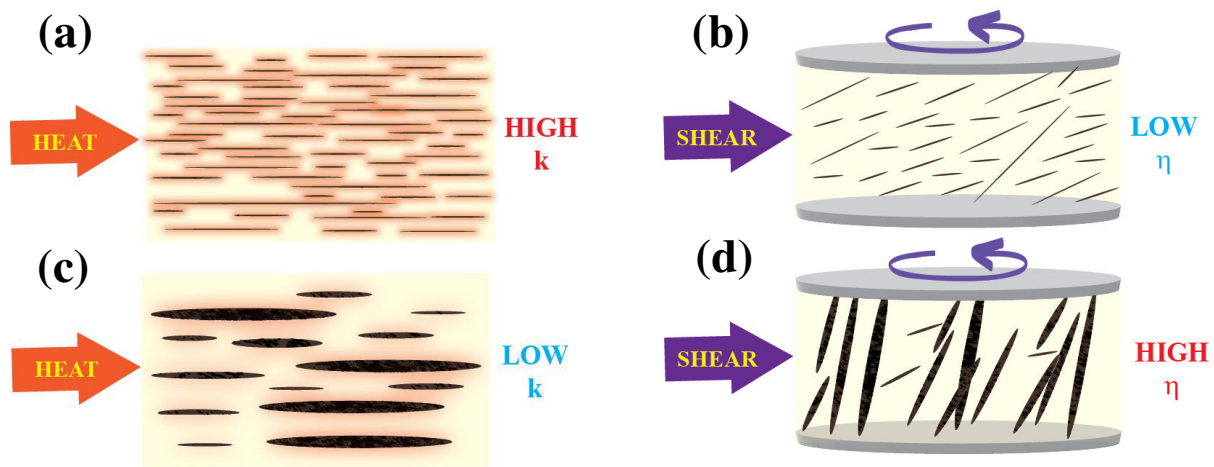 (a)
HEAT
HIGH
k
(b)
SHEAR
LOW
η
(c)
HEAT
LOW
k
(d)
SHEAR
HIGH
η